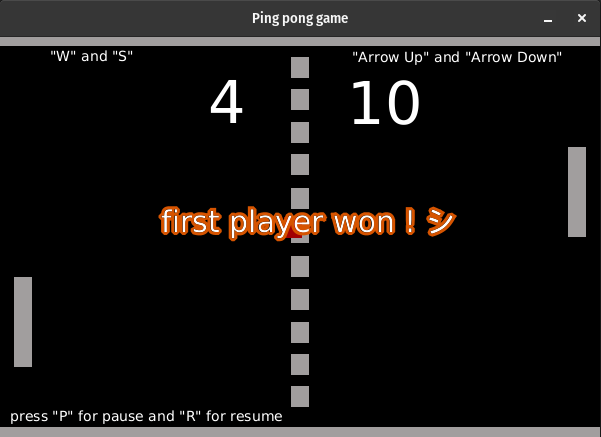 Ping pong game
"W" and "S"
"Arrow Up" and "Arrow Down"
4
10
first player won ! シ
press "P" for pause and "R" for resume